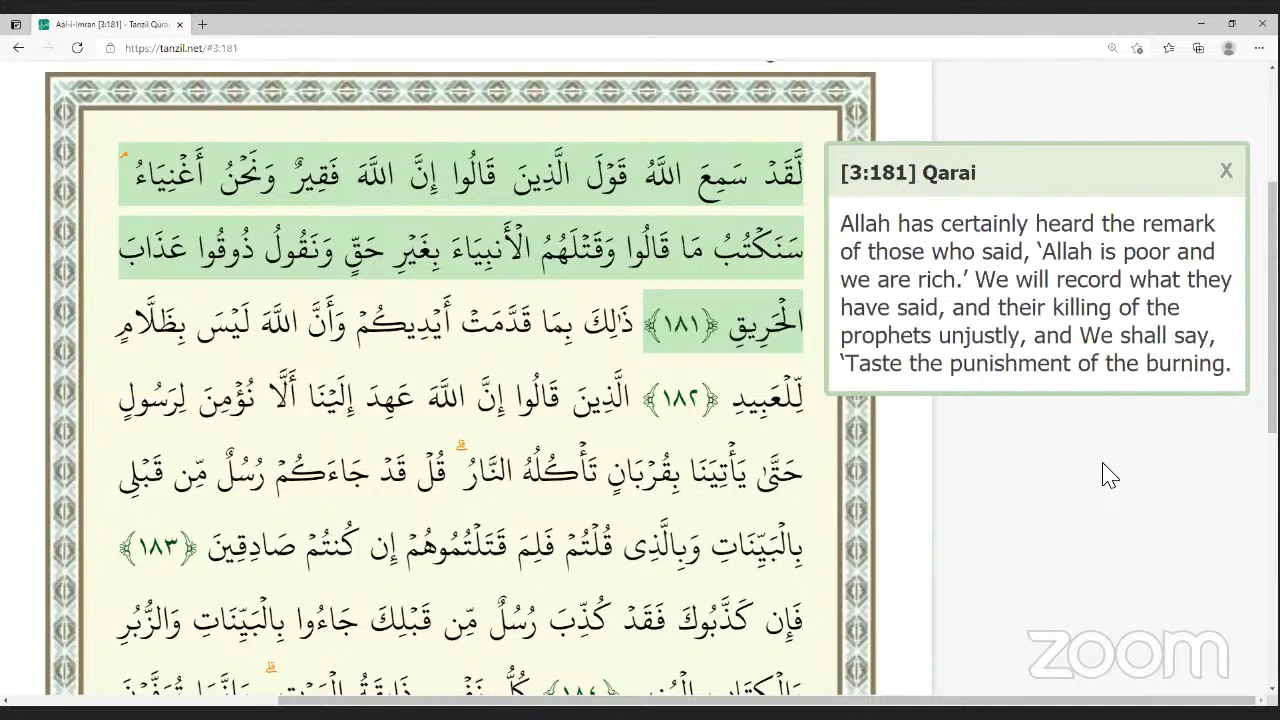 Aal-i-Imran [3:181] - Tanzil Qura
https://tanzil.net/#3:181
لَّقَدْ سَمِعَ اللَّهُ قَوْلَ الَّذِينَ قَالُوا إِنَّ اللَّهَ فَقِيرٌ وَنَحْنُ أَغْنِيَاءُ ۘ
سَنَكْتُبُ مَا قَالُوا وَقَتْلَهُمُ الْأَنبِيَاءَ بِغَيْرِ حَقٍّ وَنَقُولُ ذُوقُوا عَذَابَ
الْحَرِيقِ ﴿١٨١﴾ ذَٰلِكَ بِمَا قَدَّمَتْ أَيْدِيكُمْ وَأَنَّ اللَّهَ لَيْسَ بِظَلَّامٍ
لِّلْعَبِيدِ ﴿١٨٢﴾ الَّذِينَ قَالُوا إِنَّ اللَّهَ عَهِدَ إِلَيْنَا أَلَّا نُؤْمِنَ لِرَسُولٍ
حَتَّىٰ يَأْتِيَنَا بِقُرْبَانٍ تَأْكُلُهُ النَّارُ ۗ قُلْ قَدْ جَاءَكُمْ رُسُلٌ مِّن قَبْلِى
بِالْبَيِّنَاتِ وَبِالَّذِى قُلْتُمْ فَلِمَ قَتَلْتُمُوهُمْ إِن كُنتُمْ صَادِقِينَ ﴿١٨٣﴾
فَإِن كَذَّبُوكَ فَقَدْ كُذِّبَ رُسُلٌ مِّن قَبْلِكَ جَاءُوا بِالْبَيِّنَاتِ وَالزُّبُرِ
[3:181] Qarai
X
Allah has certainly heard the remark
of those who said, ‘Allah is poor and
we are rich.’ We will record what they
have said, and their killing of the
prophets unjustly, and We shall say,
‘Taste the punishment of the burning.
zoom